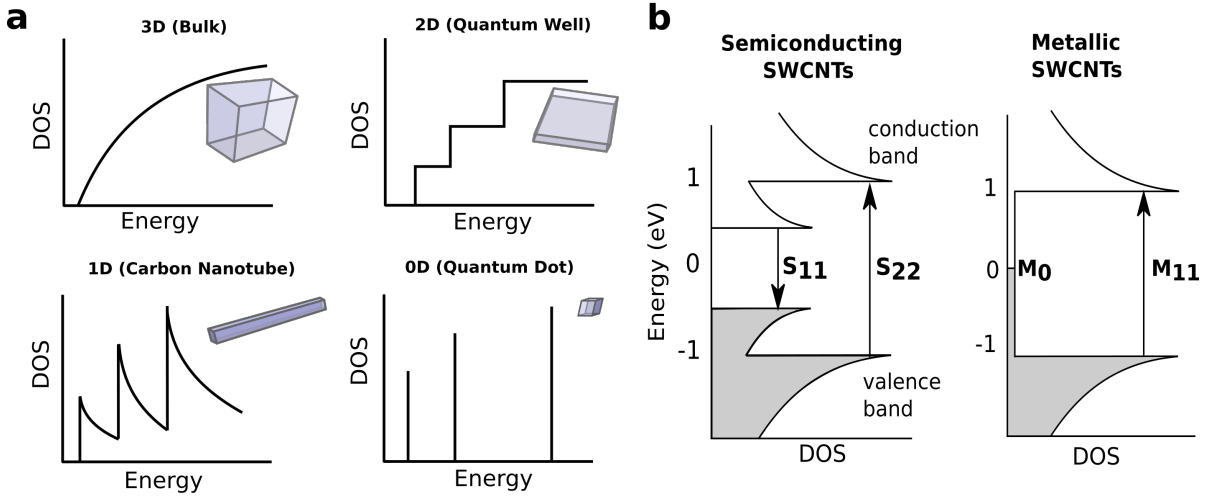 a
3D (Bulk)
DOS
Energy
2D (Quantum Well)
DOS
Energy
1D (Carbon Nanotube)
DOS
Energy
0D (Quantum Dot)
DOS
Energy
b
Semiconducting
SWCNTs
conduction
band
Energy (eV)
1
0
-1
S11
S22
valence
band
DOS
Metallic
SWCNTs
1
0
-1
M0
M11
DOS